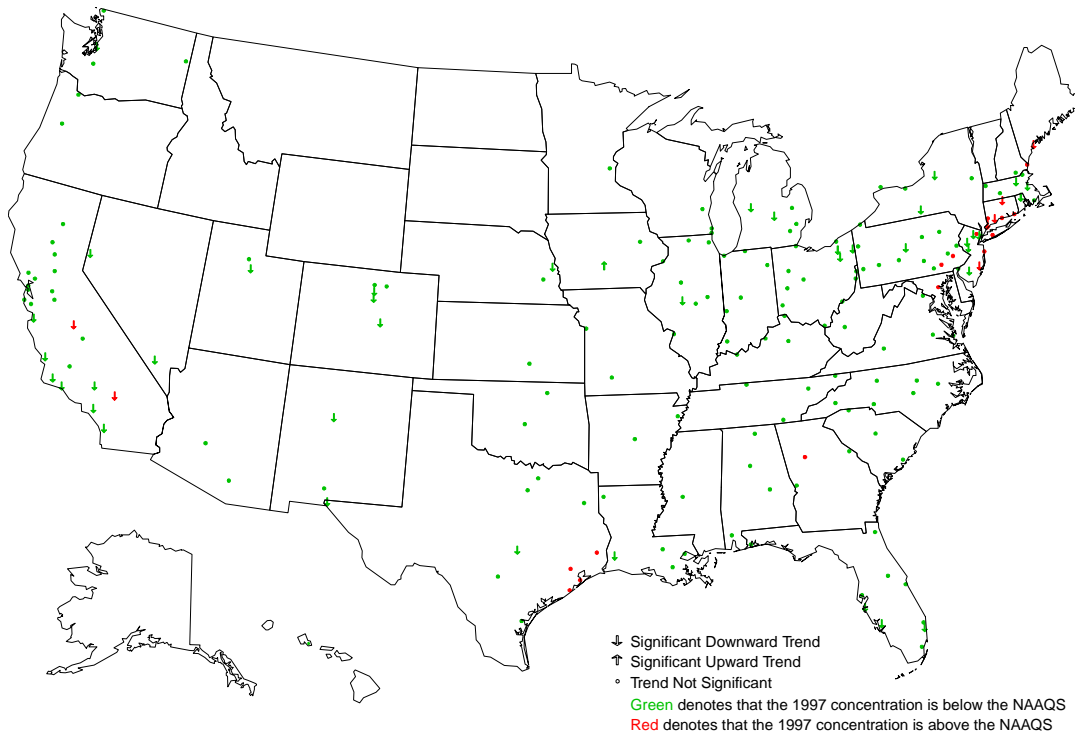 Significant Downward Trend
Significant Upward Trend
Trend Not Significant
Green denotes that the 1997 concentration is below the NAAQS
Red denotes that the 1997 concentration is above the NAAQS